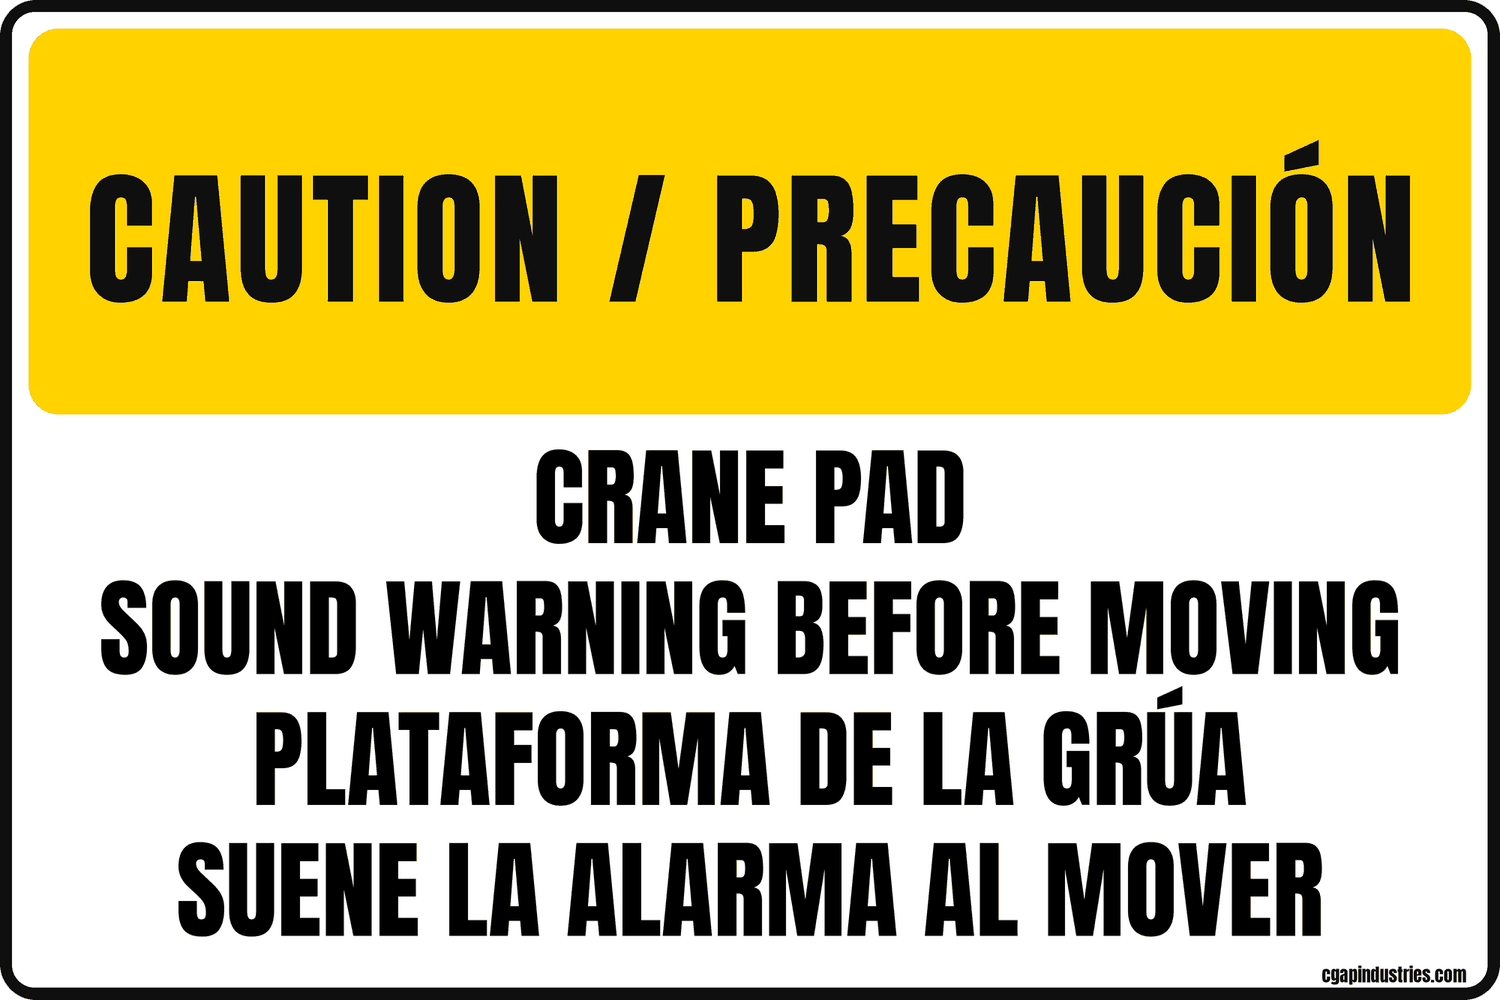 CAUTION / PRECAUCIÓN
CRANE PAD
SOUND WARNING BEFORE MOVING
PLATAFORMA DE LA GRÚA
SUENE LA ALARMA AL MOVER
cgapindustries.com